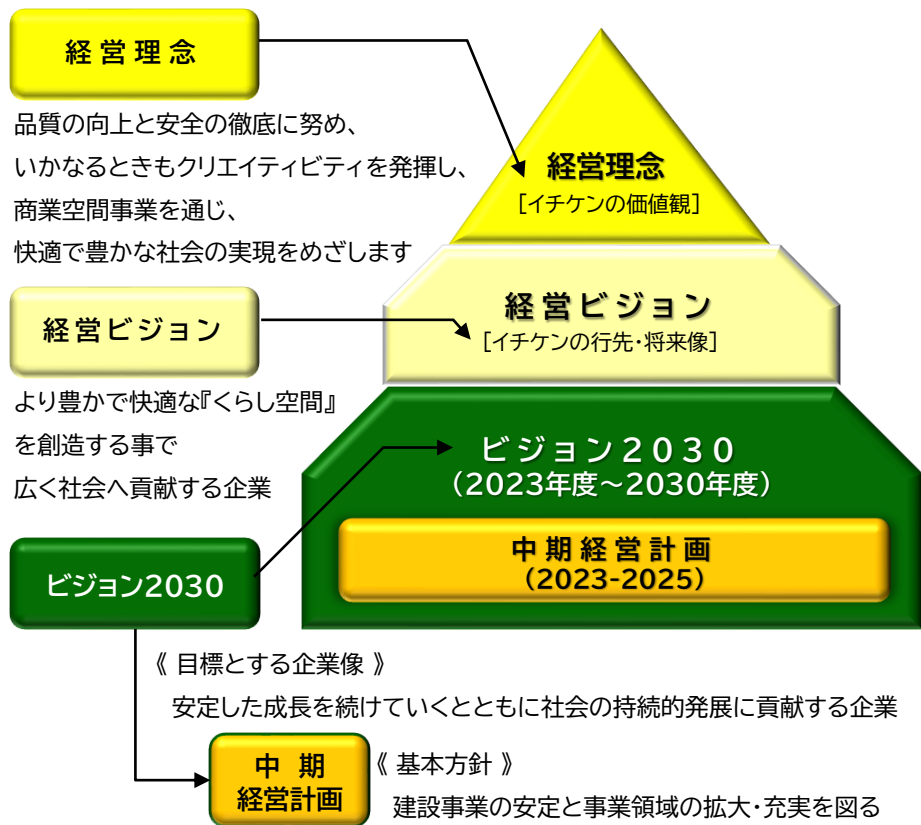 経営理念
品質の向上と安全の徹底に努め、
いかなるときもクリエイティビティを発揮し、
商業空間事業を通じ、
快適で豊かな社会の実現をめざします
経営理念
[イチケンの価値観]
経営ビジョン
より豊かで快適な『くらし空間』
を創造する事で
広く社会へ貢献する企業
経営ビジョン
[イチケンの行先・将来像]
ビジョン2030
(2023年度～2030年度)
中期経営計画
(2023-2025)
ビジョン2030
《 目標とする企業像 》
安定した成長を続けていくとともに社会の持続的発展に貢献する企業
中 期
経営計画
《 基本方針 》
建設事業の安定と事業領域の拡大・充実を図る